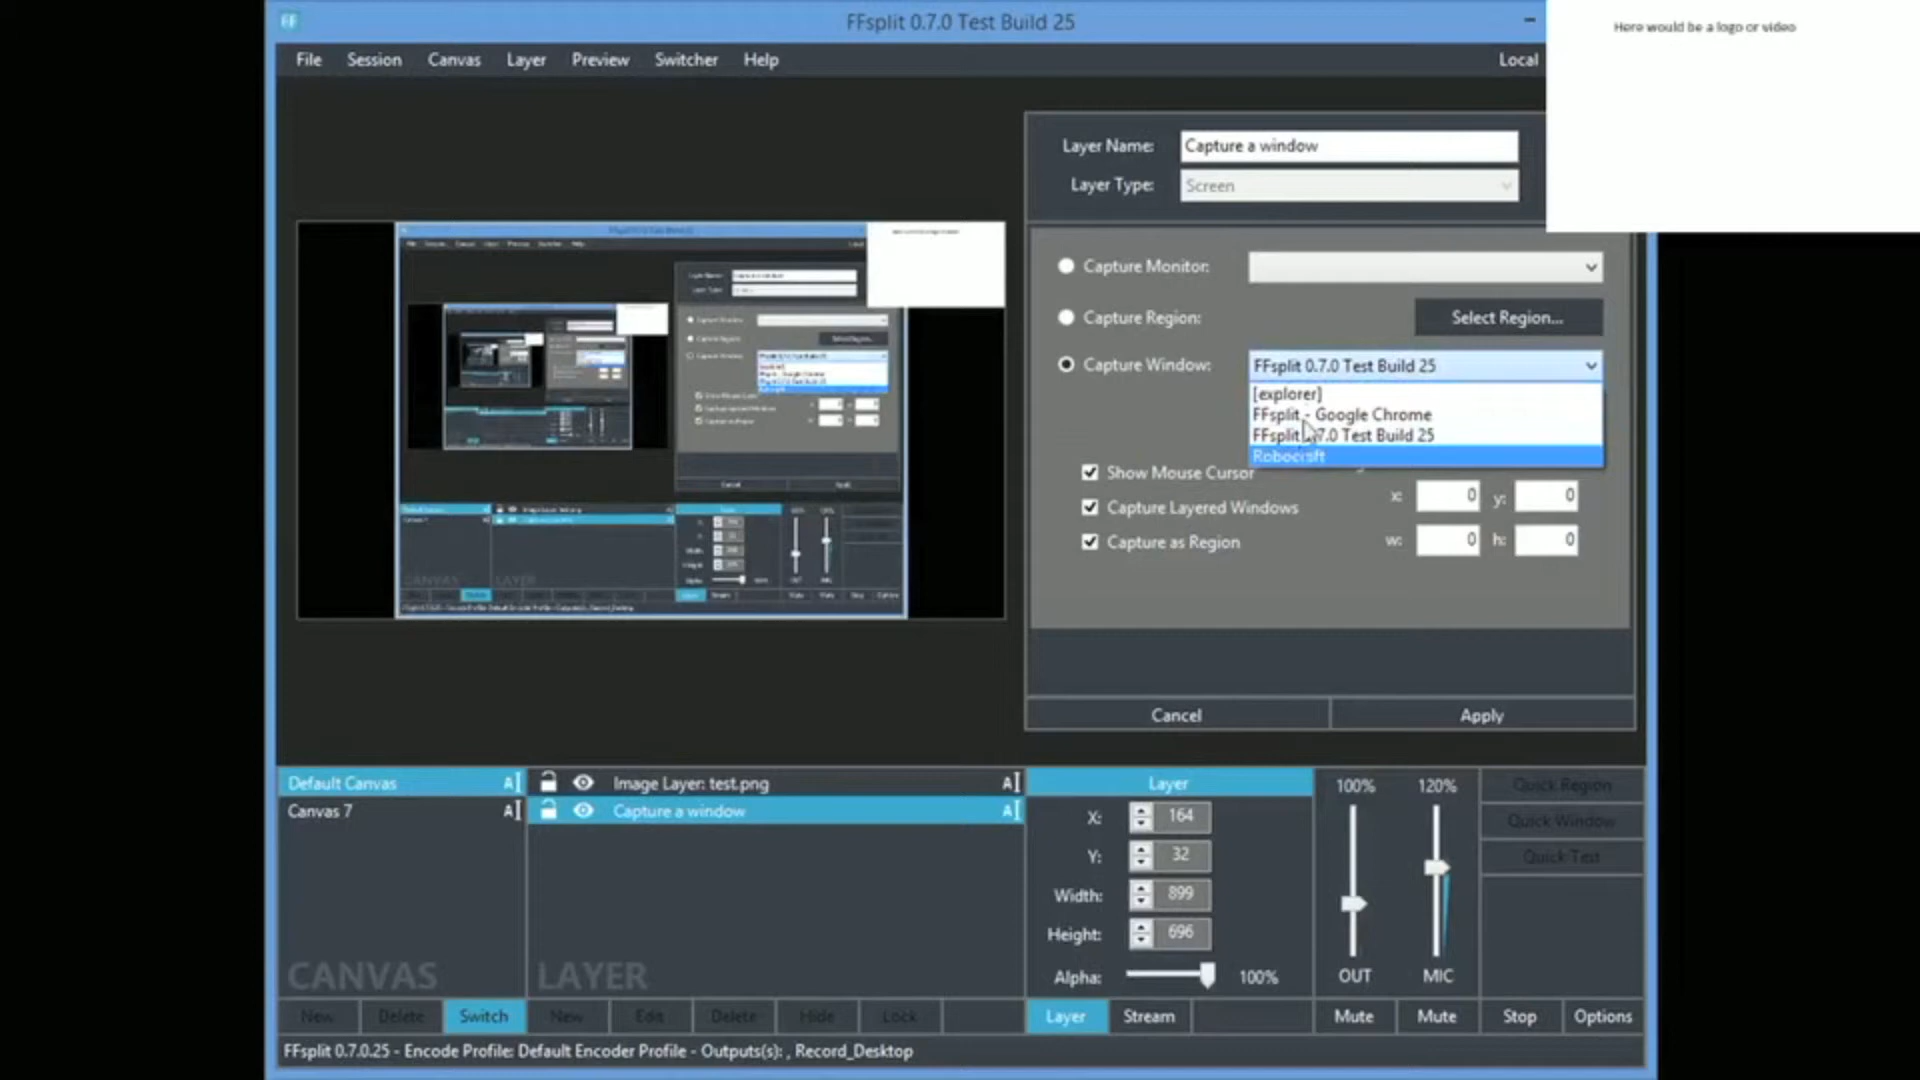 FF
FFsplit 0.7.0 Test Build 25
Here would be a logo or video
File Session Canvas Layer Preview Switcher Help
Local
Layer Name: Capture a window
Layer Type: Screen
Capture Monitor:
Capture Region: Select Region...
Capture Window: FFsplit 0.7.0 Test Build 25
[explorer]
FFsplit - Google Chrome
FFsplit 0.7.0 Test Build 25
Robocraft
Show Mouse Cursor
x: 0 y: 0
Capture Layered Windows
Capture as Region
w: 0 h: 0
Cancel Apply
Default Canvas A
Canvas 7 A
CANVAS
Image Layer: test.png A
Capture a window A
LAYER
Layer
X: 164
Y: 32
Width: 899
Height: 696
Alpha: 100%
100% 120%
OUT MIC
Quick Region
Quick Window
Quick Test
New Delete Switch New Edit Delete Hide Lock Layer Stream Mute Mute Stop Options
FFsplit 0.7.0.25 - Encode Profile: Default Encoder Profile - Outputs(s): , Record_Desktop